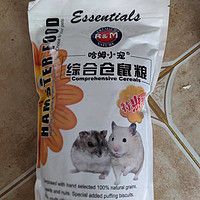 Essentials
HAMSTER FOOD
R&M
哈姆小宠
综合仓鼠粮
Comprehensive Cereals
with hand selected 100% natural grains,
and nuts. Special added puffing biscuits.